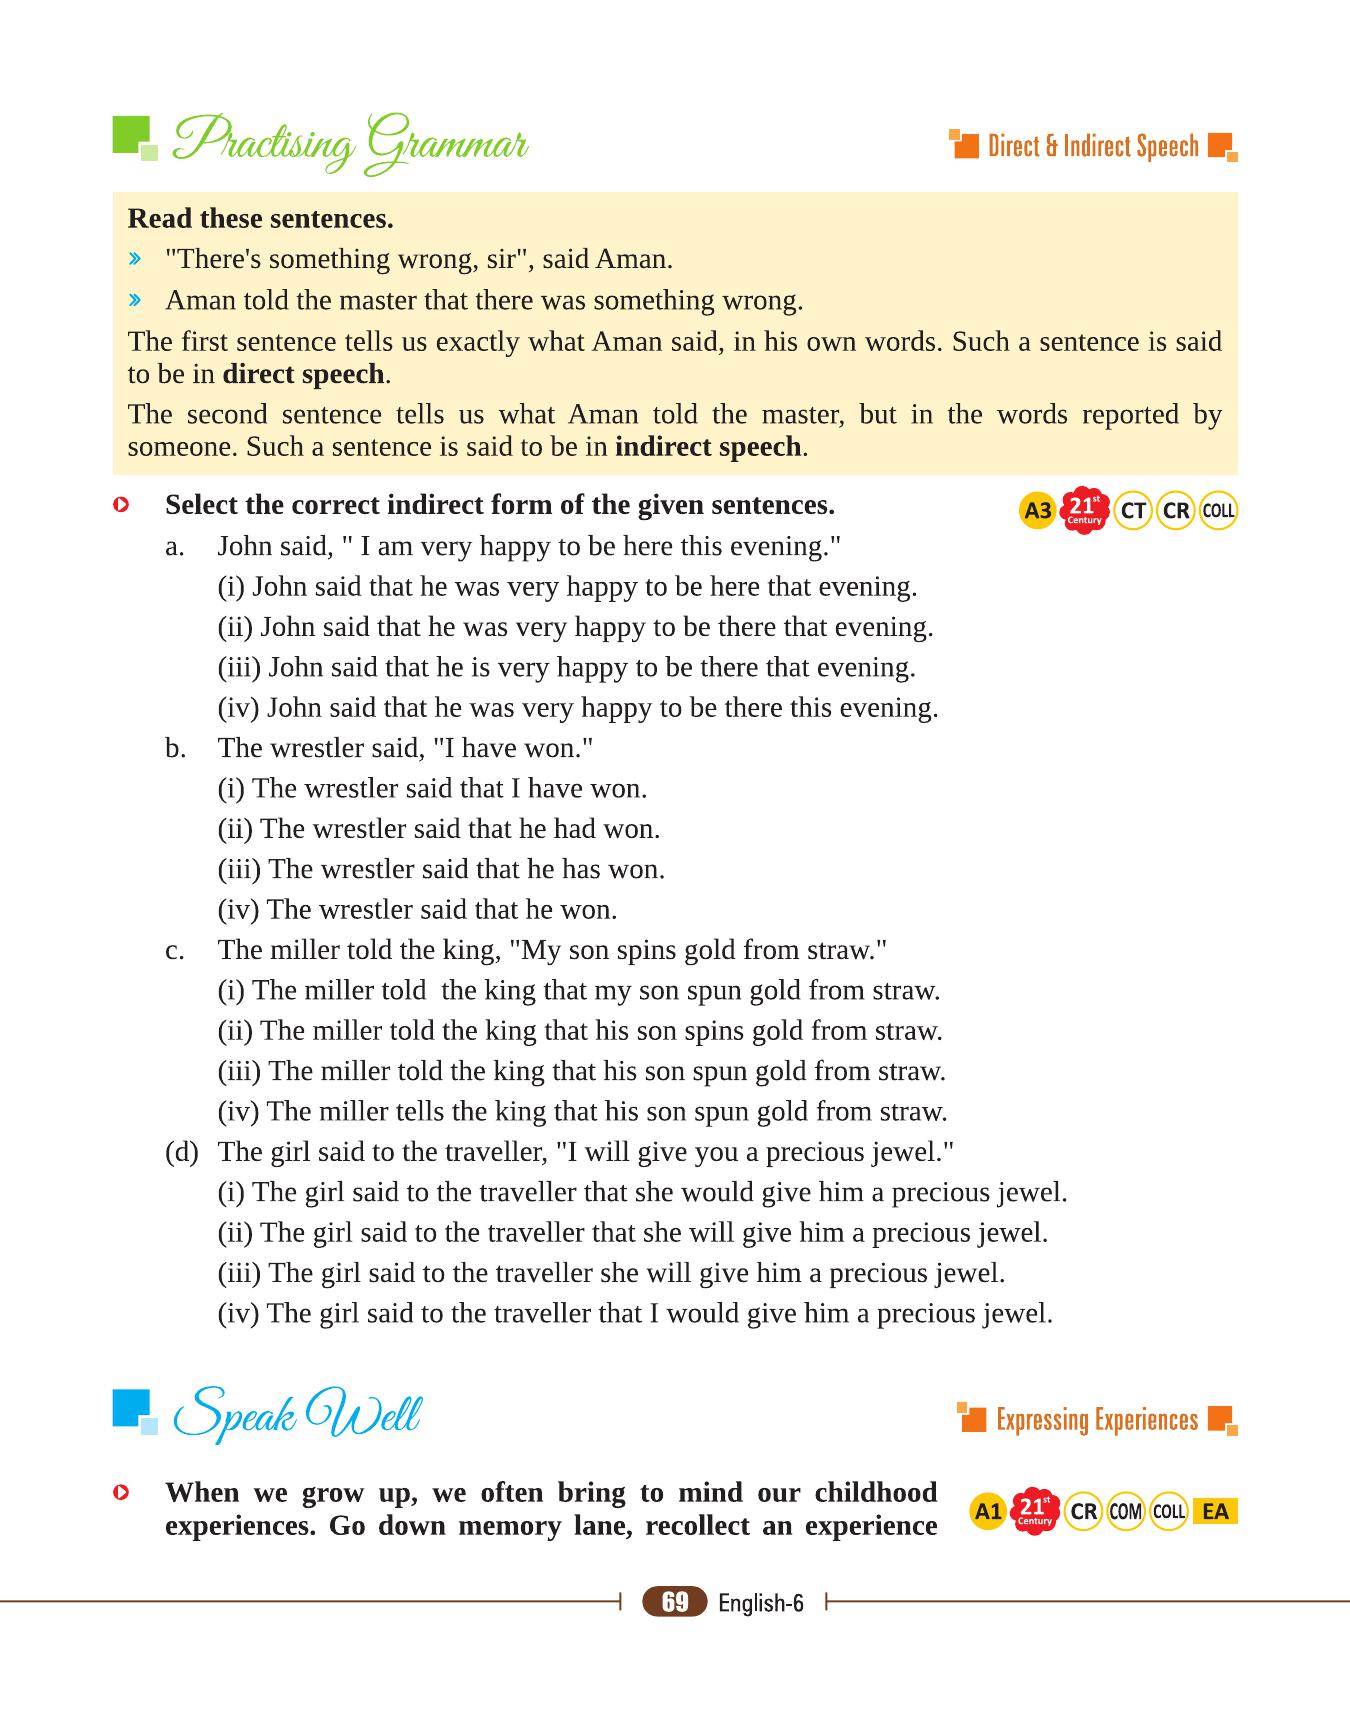 Practising Grammar
Direct & Indirect Speech
Read these sentences.
» "There's something wrong, sir", said Aman.
» Aman told the master that there was something wrong.
The first sentence tells us exactly what Aman said, in his own words. Such a sentence is said
to be in direct speech.
The second sentence tells us what Aman told the master, but in the words reported by
someone. Such a sentence is said to be in indirect speech.
Select the correct indirect form of the given sentences.
A3 21st Century CT CR COLL
a. John said, " I am very happy to be here this evening."
(i) John said that he was very happy to be here that evening.
(ii) John said that he was very happy to be there that evening.
(iii) John said that he is very happy to be there that evening.
(iv) John said that he was very happy to be there this evening.
b. The wrestler said, "I have won."
(i) The wrestler said that I have won.
(ii) The wrestler said that he had won.
(iii) The wrestler said that he has won.
(iv) The wrestler said that he won.
c. The miller told the king, "My son spins gold from straw."
(i) The miller told  the king that my son spun gold from straw.
(ii) The miller told the king that his son spins gold from straw.
(iii) The miller told the king that his son spun gold from straw.
(iv) The miller tells the king that his son spun gold from straw.
(d) The girl said to the traveller, "I will give you a precious jewel."
(i) The girl said to the traveller that she would give him a precious jewel.
(ii) The girl said to the traveller that she will give him a precious jewel.
(iii) The girl said to the traveller she will give him a precious jewel.
(iv) The girl said to the traveller that I would give him a precious jewel.
Speak Well
Expressing Experiences
When we grow up, we often bring to mind our childhood
experiences. Go down memory lane, recollect an experience
A1 21st Century CR COM COLL EA
69 English-6